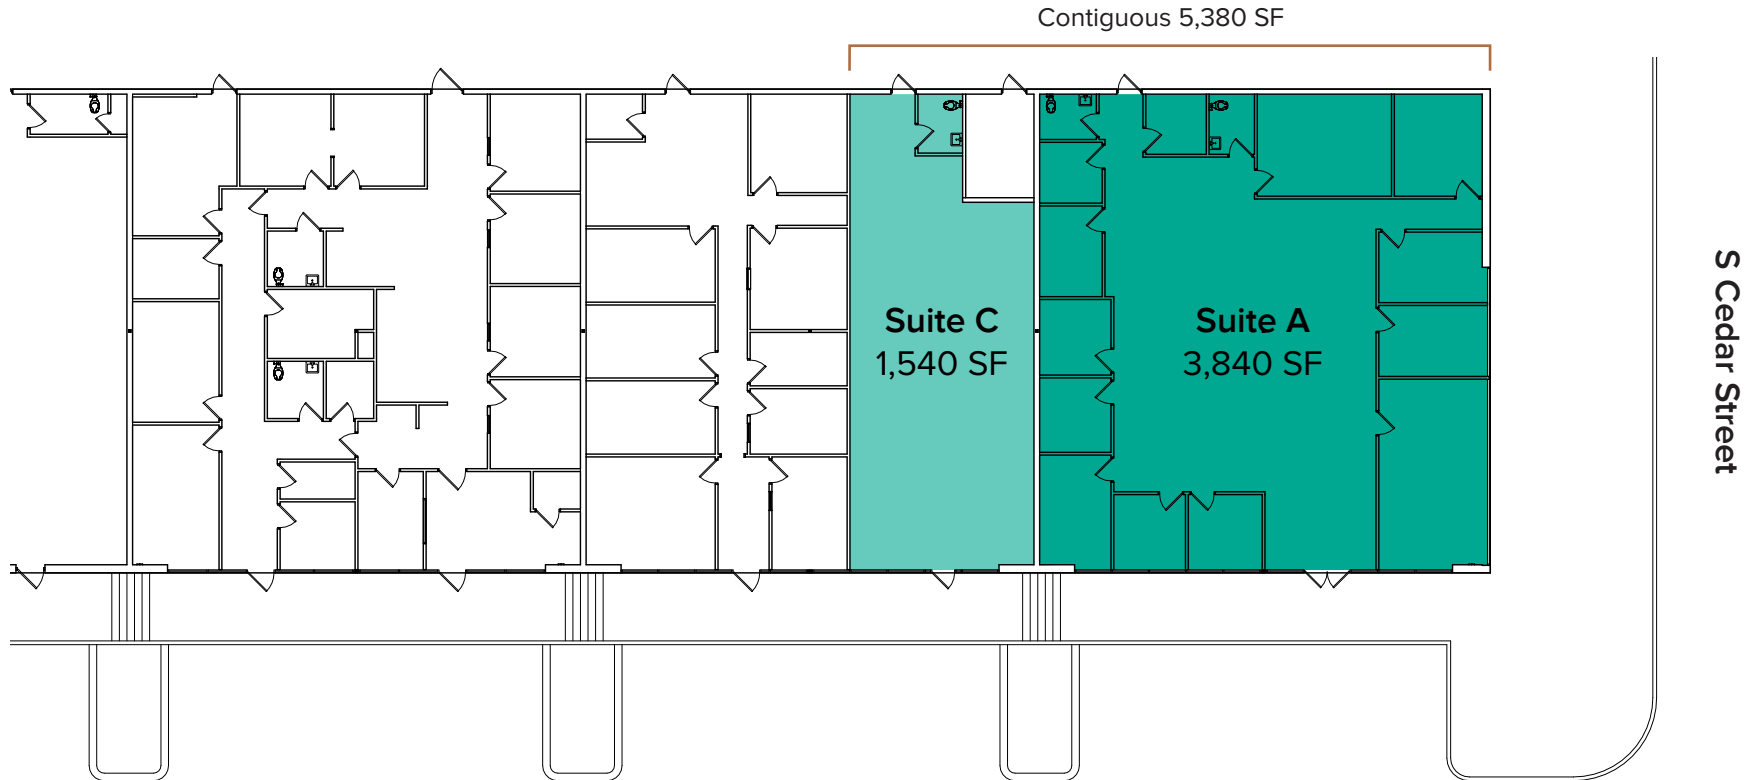 Contiguous 5,380 SF
Suite C
1,540 SF
Suite A
3,840 SF
S Cedar Street